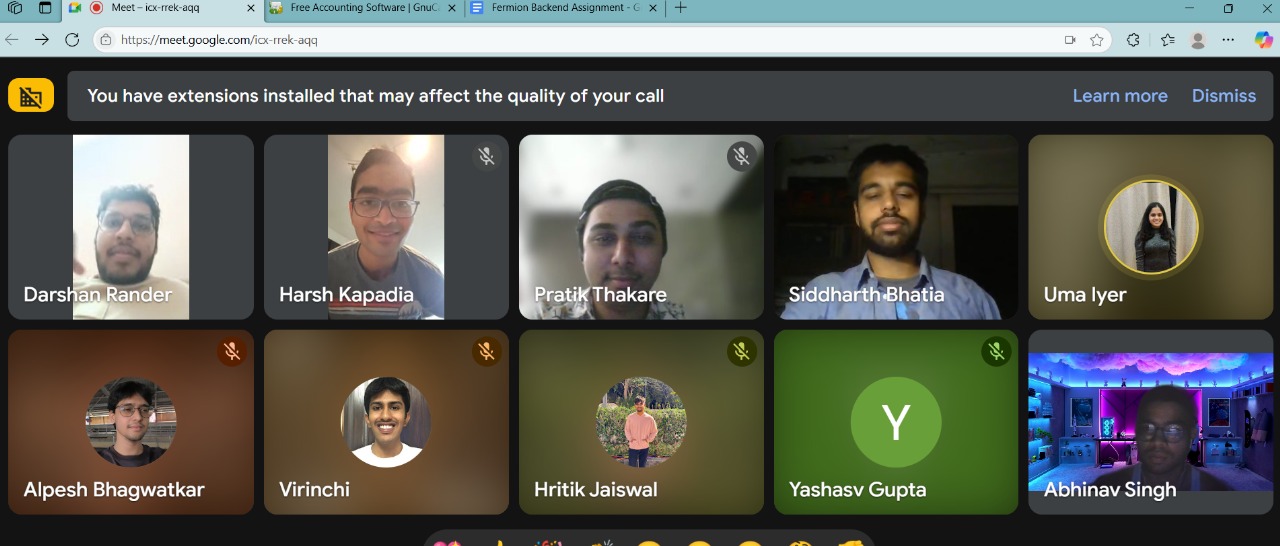 Meet – icx-rrek-aqq
Free Accounting Software | GnuC
Fermion Backend Assignment - G
https://meet.google.com/icx-rrek-aqq
You have extensions installed that may affect the quality of your call
Learn more
Dismiss
Darshan Rander
Harsh Kapadia
Pratik Thakare
Siddharth Bhatia
Uma Iyer
Y
Alpesh Bhagwatkar
Virinchi
Hritik Jaiswal
Yashasv Gupta
Abhinav Singh